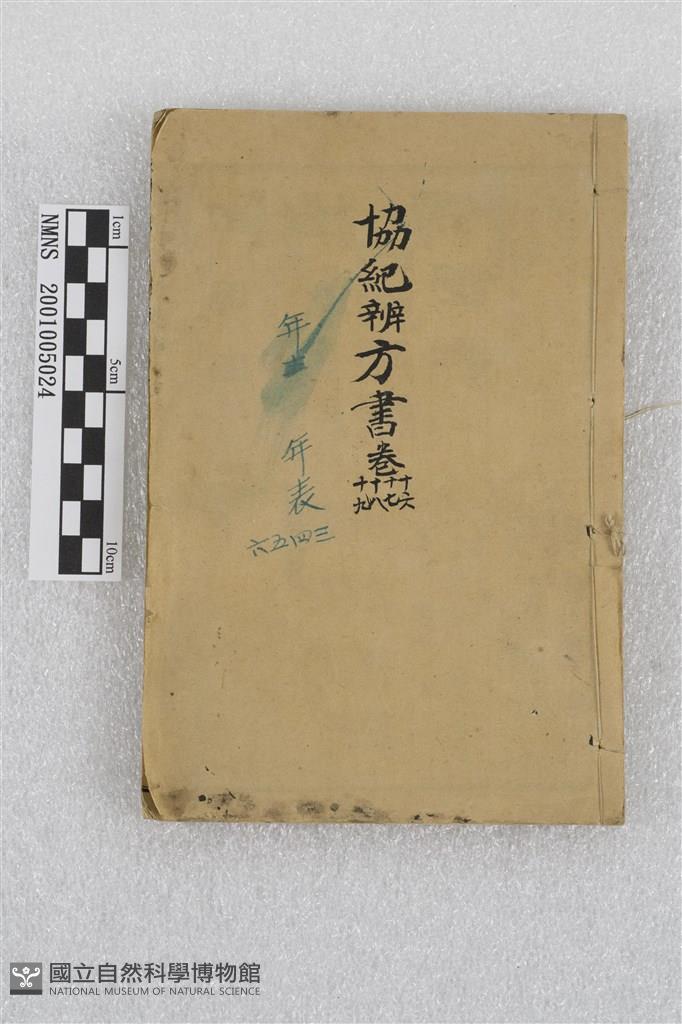 協紀辨方書卷
十六
十七
十八
十九
年
年表
三四五六
NMNS 2001005024
1cm
5cm
10cm
國立自然科學博物館
NATIONAL MUSEUM OF NATURAL SCIENCE